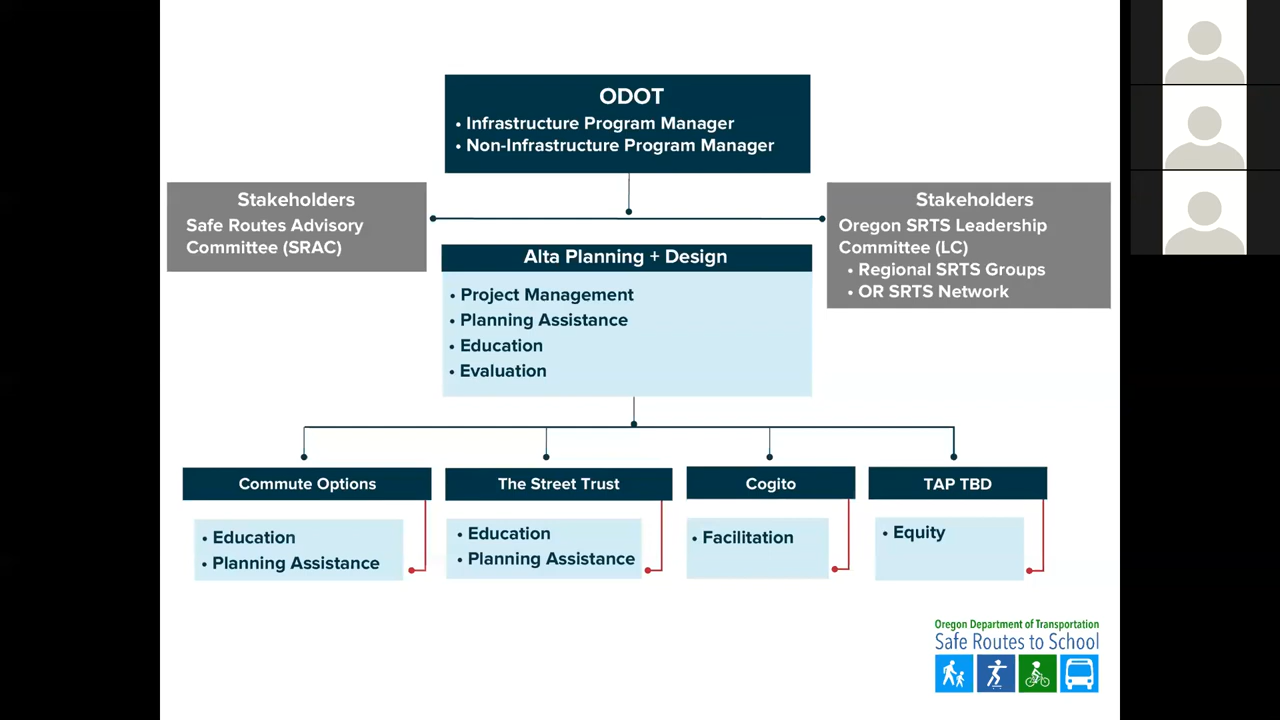 ODOT
• Infrastructure Program Manager
• Non-Infrastructure Program Manager
Stakeholders
Safe Routes Advisory
Committee (SRAC)
Stakeholders
Oregon SRTS Leadership
Committee (LC)
• Regional SRTS Groups
• OR SRTS Network
Alta Planning + Design
• Project Management
• Planning Assistance
• Education
• Evaluation
Commute Options
• Education
• Planning Assistance
The Street Trust
• Education
• Planning Assistance
Cogito
• Facilitation
TAP TBD
• Equity
Oregon Department of Transportation
Safe Routes to School